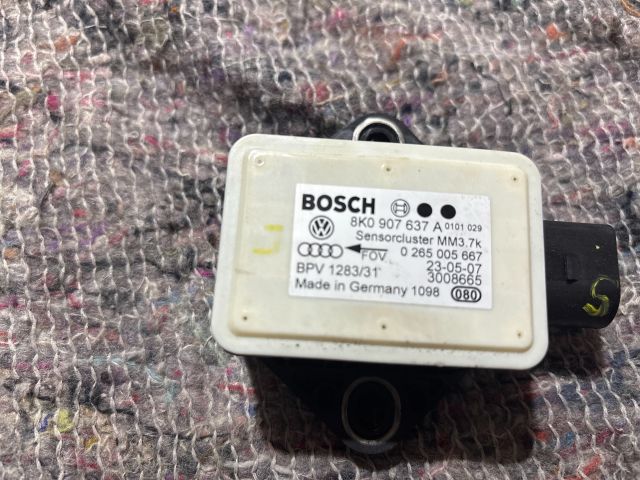 BOSCH
8K0 907 637 A 0101 029
Sensorcluster MM3.7k
FOV 0 265 005 667
BPV 1283/31 23-05-07
3008665
Made in Germany 1098 080
5